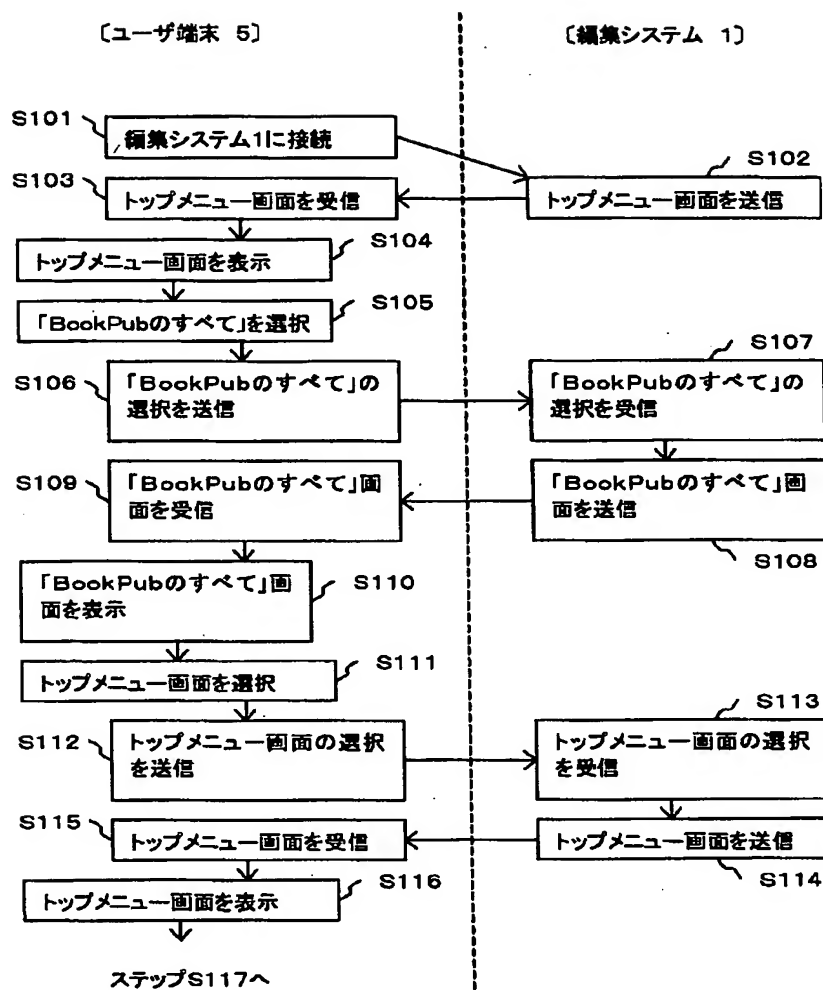 〔ユーザ端末 5〕
〔編集システム 1〕
S101
編集システム1に接続
S102
トップメニュー画面を送信
S103
トップメニュー画面を受信
S104
トップメニュー画面を表示
S105
「BookPubのすべて」を選択
S106
「BookPubのすべて」の
選択を送信
S107
「BookPubのすべて」の
選択を受信
S109
「BookPubのすべて」画
面を受信
「BookPubのすべて」画
面を送信
S108
S110
「BookPubのすべて」画
面を表示
S111
トップメニュー画面を選択
S112
トップメニュー画面の選択
を送信
S113
トップメニュー画面の選択
を受信
S115
トップメニュー画面を受信
トップメニュー画面を送信
S114
S116
トップメニュー画面を表示
ステップS117へ